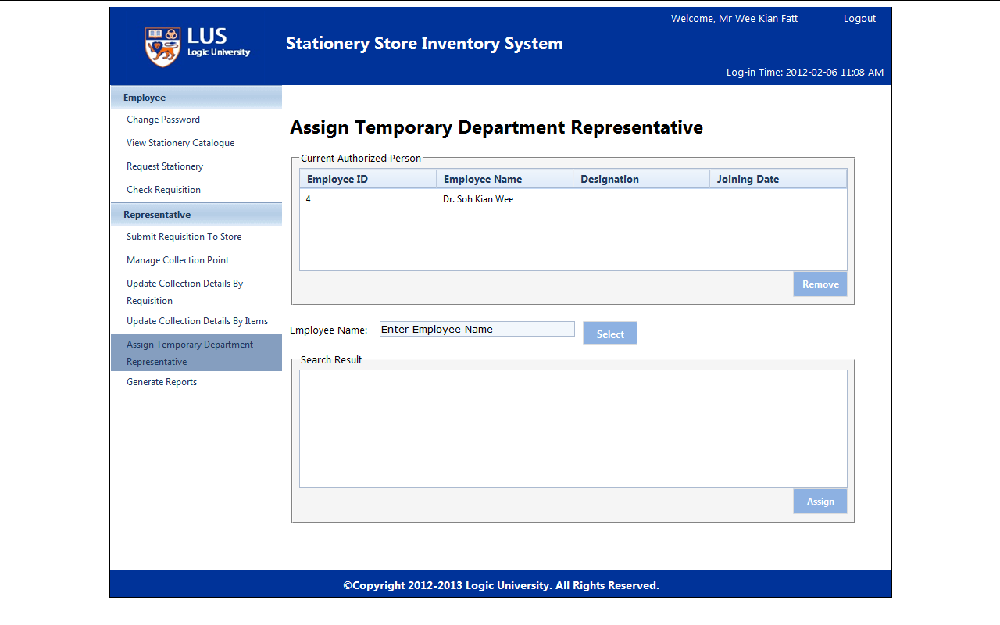 Welcome, Mr Wee Kian Fatt Logout
LUS
Logic University
Stationery Store Inventory System
Log-in Time: 2012-02-06 11:08 AM
Employee
Change Password
View Stationery Catalogue
Request Stationery
Check Requisition
Representative
Submit Requisition To Store
Manage Collection Point
Update Collection Details By
Requisition
Update Collection Details By Items
Assign Temporary Department
Representative
Generate Reports
Assign Temporary Department Representative
Current Authorized Person
Employee ID Employee Name Designation Joining Date
4 Dr. Soh Kian Wee
Remove
Employee Name: Enter Employee Name Select
Search Result
Assign
©Copyright 2012-2013 Logic University. All Rights Reserved.